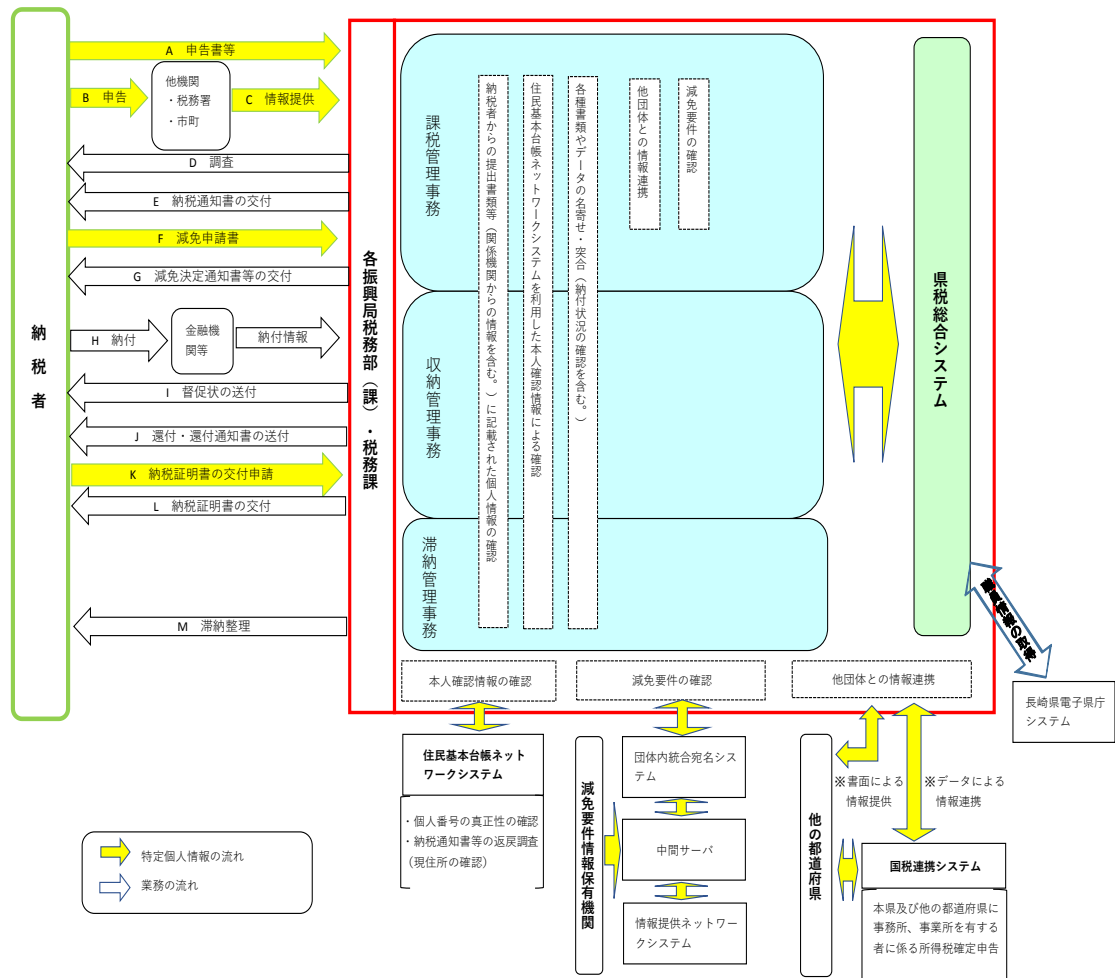 納税者
A 申告書等
B 申告
他機関
・税務署
・市町
C 情報提供
D 調査
E 納税通知書の交付
F 減免申請書
G 減免決定通知書等の交付
H 納付
金融機
関等
納付情報
I 督促状の送付
J 還付・還付通知書の送付
K 納税証明書の交付申請
L 納税証明書の交付
M 滞納整理
各振興局税務部（課）・税務課
課税管理事務
収納管理事務
滞納管理事務
納税者からの提出書類等（関係機関からの情報を含む。）に記載された個人情報の確認
住民基本台帳ネットワークシステムを利用した本人確認情報による確認
各種書類やデータの名寄せ・突合（納付状況の確認を含む。）
他団体との情報連携
減免要件の確認
県税総合システム
職員情報の取得
長崎県電子県庁
システム
本人確認情報の確認
減免要件の確認
他団体との情報連携
住民基本台帳ネット
ワークシステム
・個人番号の真正性の確認
・納税通知書等の返戻調査
（現住所の確認）
減免要件情報保有機関
団体内統合宛名シス
テム
中間サーバ
情報提供ネットワー
クシステム
他の都道府県
※書面による
情報提供
※データによる
情報連携
国税連携システム
本県及び他の都道府県に
事務所、事業所を有する
者に係る所得税確定申告
特定個人情報の流れ
業務の流れ